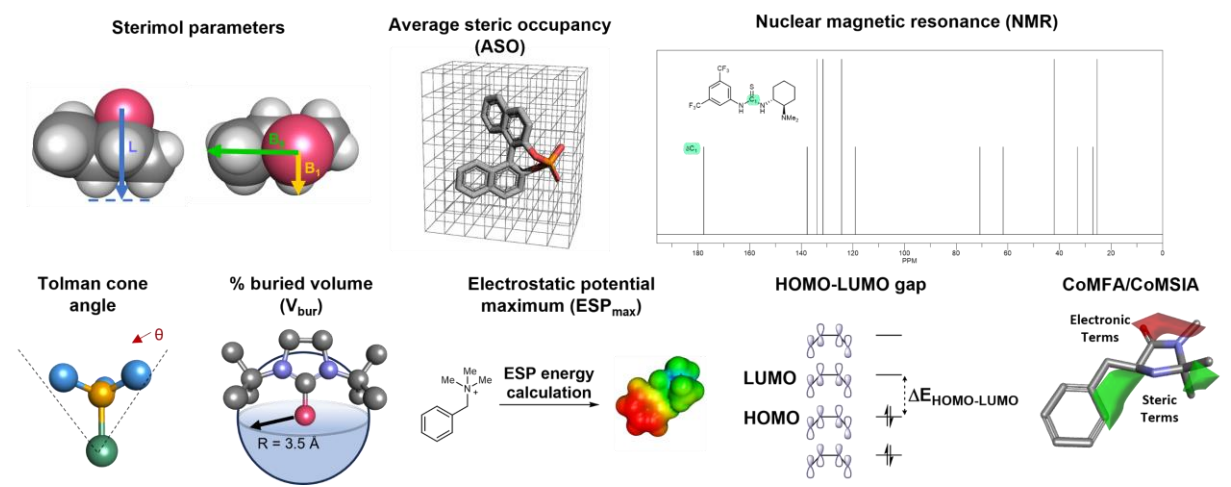 Sterimol parameters
L
B₅
B₁
Average steric occupancy
(ASO)
Nuclear magnetic resonance (NMR)
CF₃
F₃C
S
C₁
N
H
N
H
NMe₂
δC₁
180
160
140
120
100
80
60
40
20
0
PPM
Tolman cone
angle
θ
% buried volume
(Vbur)
R = 3.5 Å
Electrostatic potential
maximum (ESPmax)
Me
Me
N
+
Me
ESP energy
calculation
HOMO-LUMO gap
LUMO
HOMO
ΔEHOMO-LUMO
CoMFA/CoMSIA
Electronic
Terms
Steric
Terms